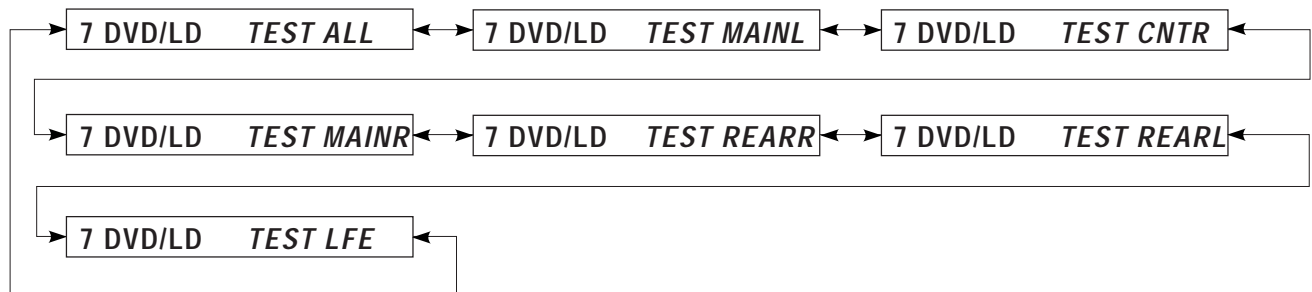 7 DVD/LD TEST ALL
7 DVD/LD TEST MAINL
7 DVD/LD TEST CNTR
7 DVD/LD TEST MAINR
7 DVD/LD TEST REARR
7 DVD/LD TEST REARL
7 DVD/LD TEST LFE